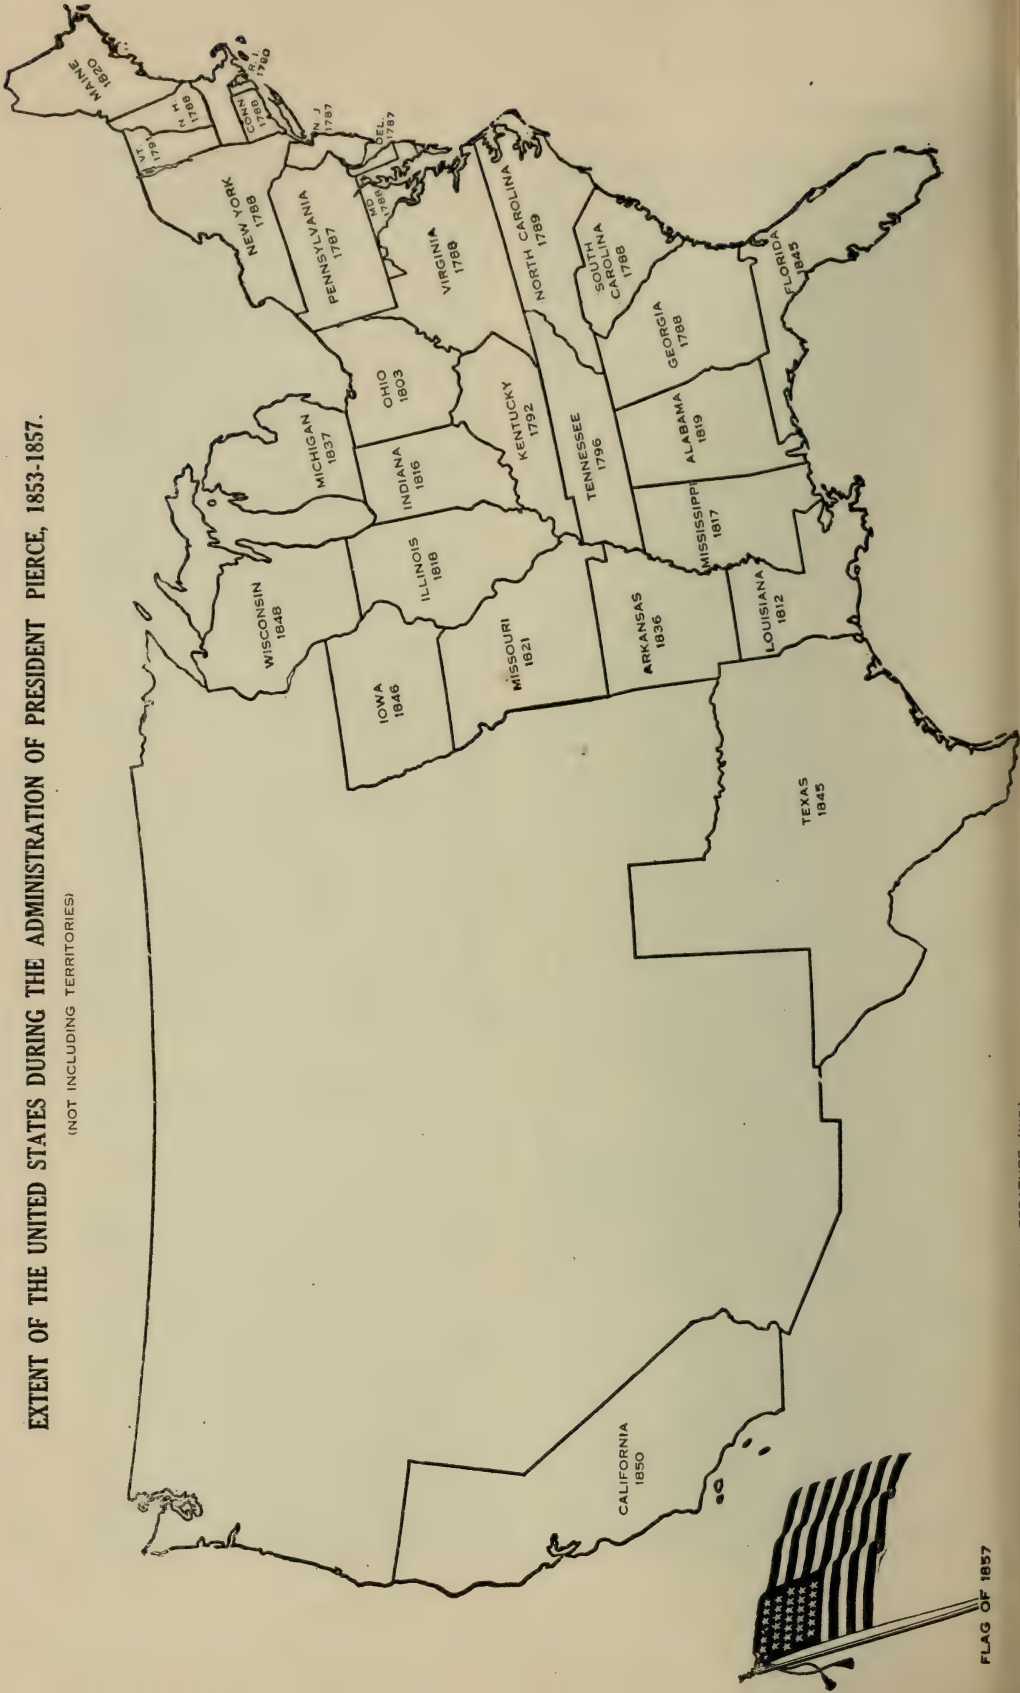 EXTENT OF THE UNITED STATES DURING THE ADMINISTRATION OF PRESIDENT PIERCE, 1853-1857.
(NOT INCLUDING TERRITORIES)
MAINE
1820
VT.
1791
N. H.
1788
CONN
1788
R. I.
1790
NEW YORK
1788
N. J
1787
PENNSYLVANIA
1787
DEL.
1787
MD
1788
VIRGINIA
1788
NORTH CAROLINA
1789
SOUTH
CAROLINA
1788
GEORGIA
1788
FLORIDA
1845
OHIO
1803
MICHIGAN
1837
INDIANA
1816
KENTUCKY
1792
TENNESSEE
1796
ALABAMA
1819
MISSISSIPPI
1817
ILLINOIS
1818
WISCONSIN
1848
IOWA
1846
MISSOURI
1821
ARKANSAS
1836
LOUISIANA
1812
TEXAS
1845
CALIFORNIA
1850
FLAG OF 1857